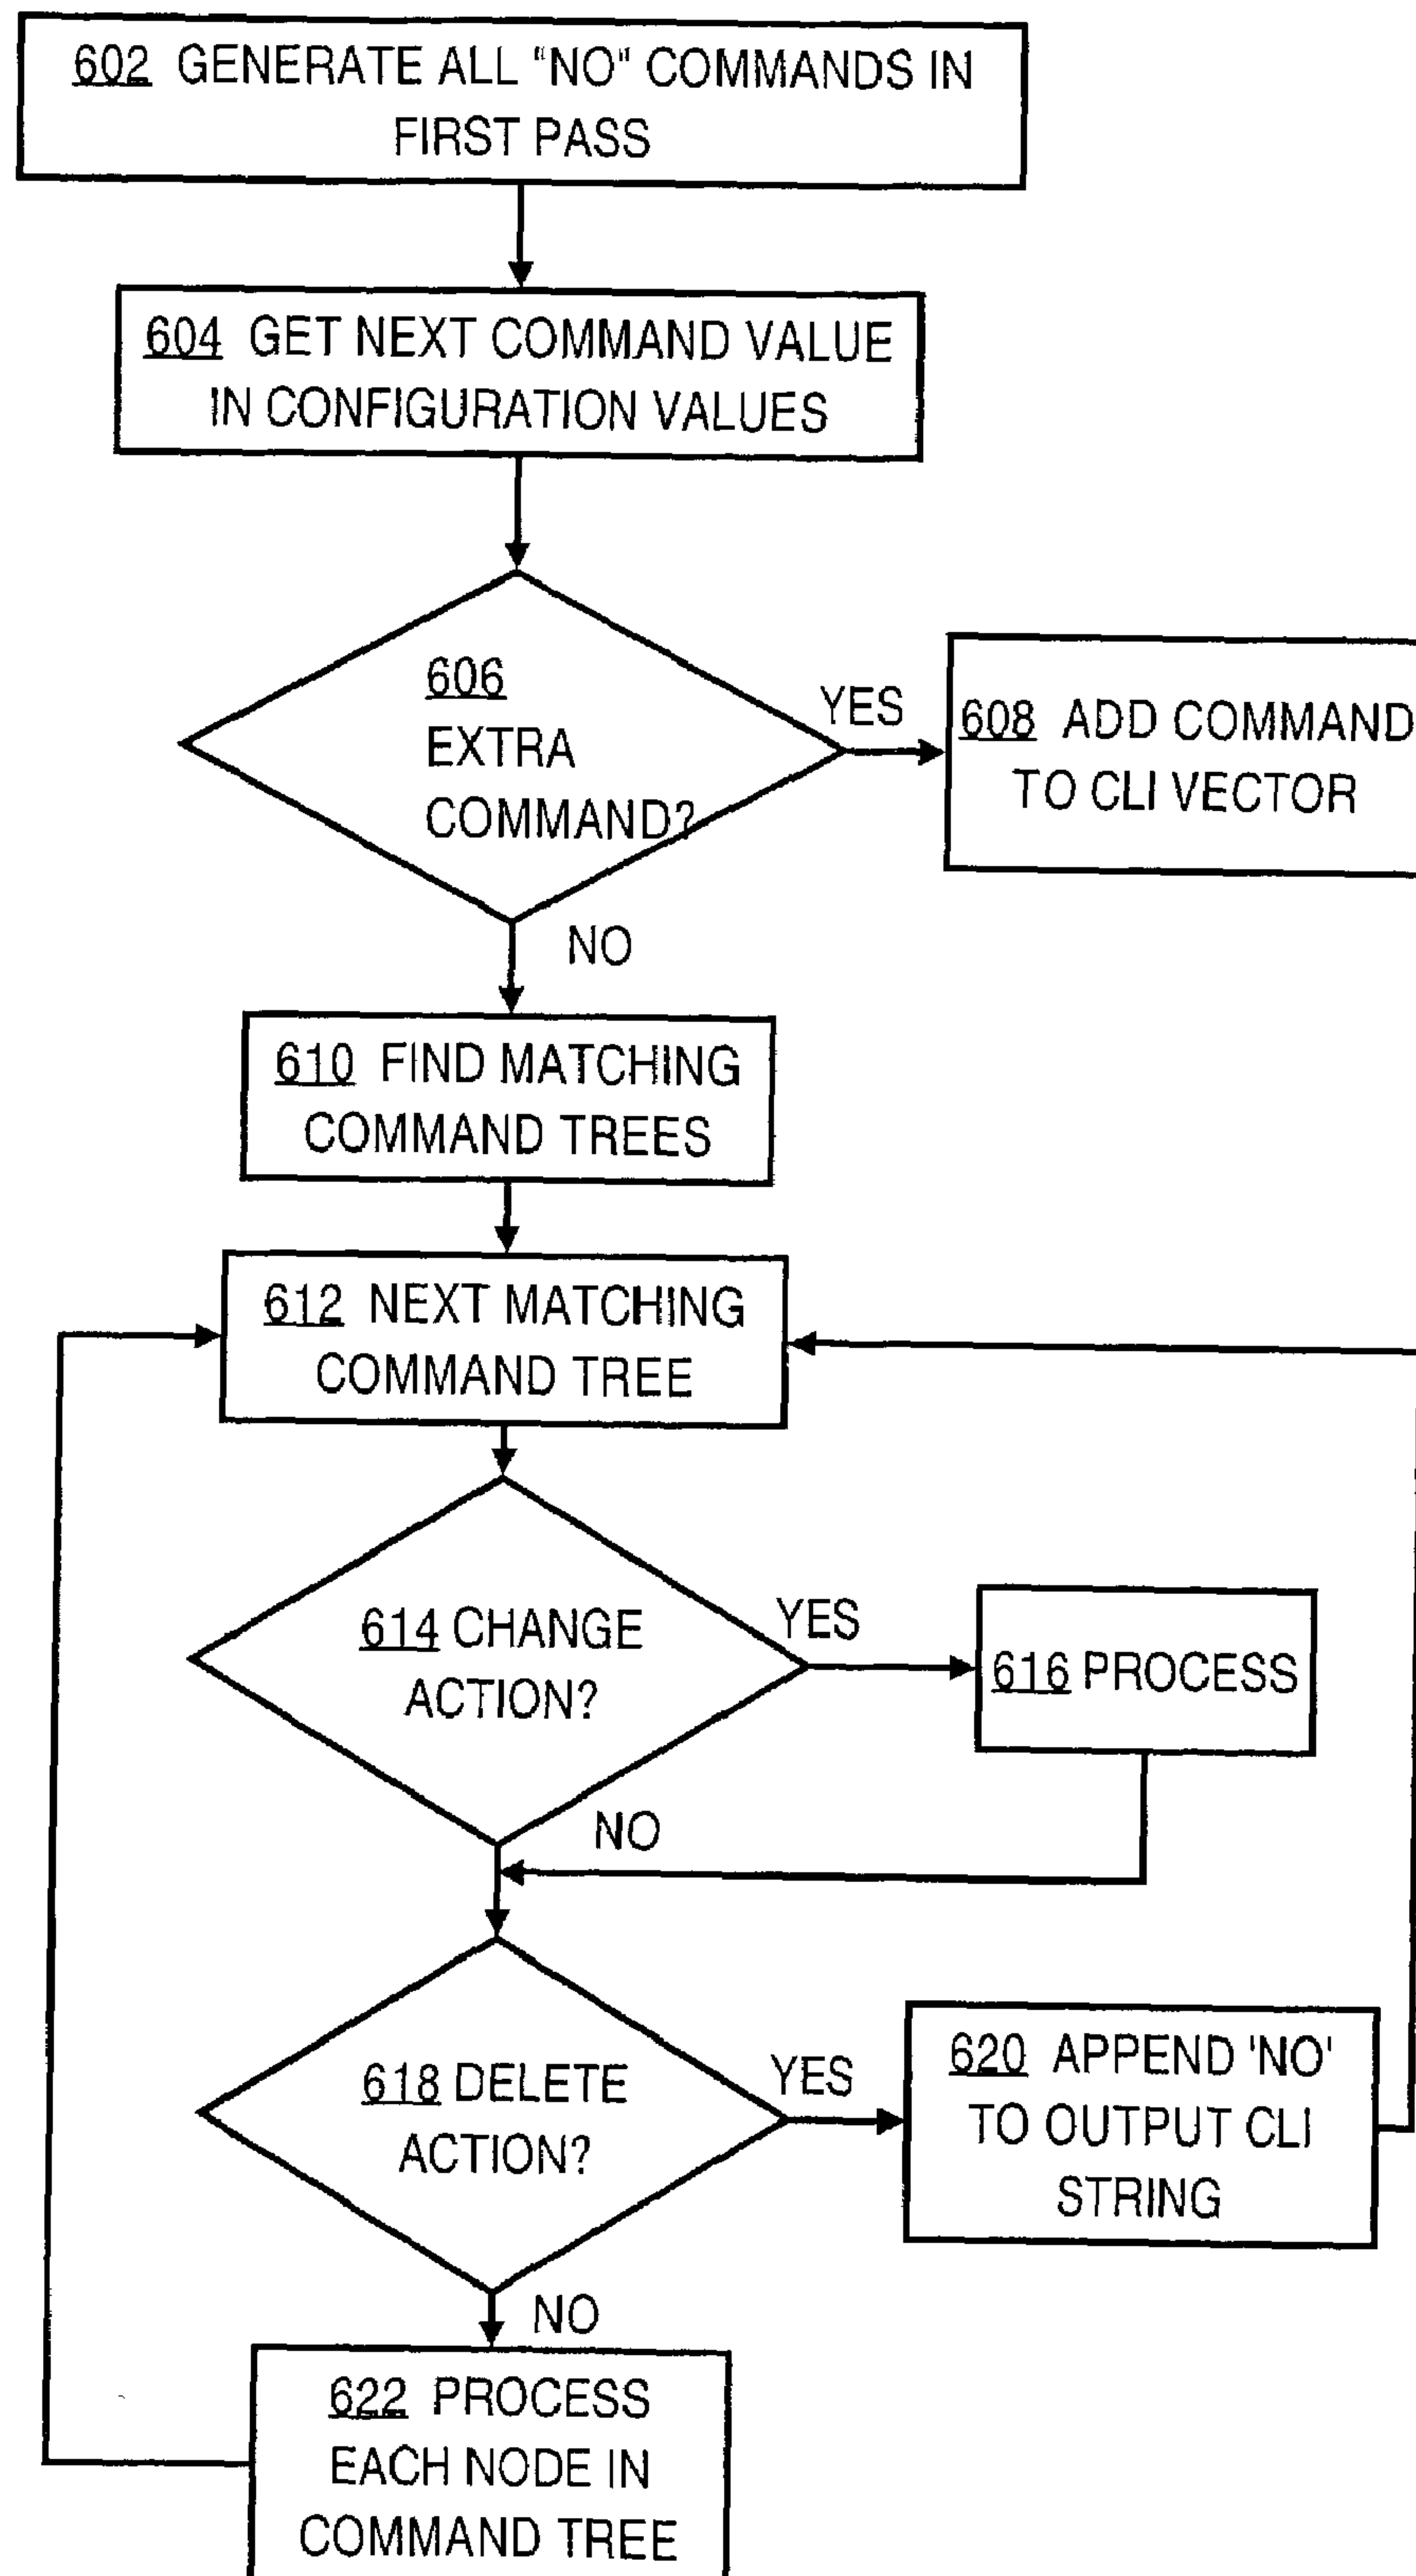 602 GENERATE ALL "NO" COMMANDS IN
FIRST PASS
604 GET NEXT COMMAND VALUE
IN CONFIGURATION VALUES
606
EXTRA
COMMAND?
YES
608 ADD COMMAND
TO CLI VECTOR
NO
610 FIND MATCHING
COMMAND TREES
612 NEXT MATCHING
COMMAND TREE
614 CHANGE
ACTION?
YES
616 PROCESS
NO
618 DELETE
ACTION?
YES
620 APPEND 'NO'
TO OUTPUT CLI
STRING
NO
622 PROCESS
EACH NODE IN
COMMAND TREE